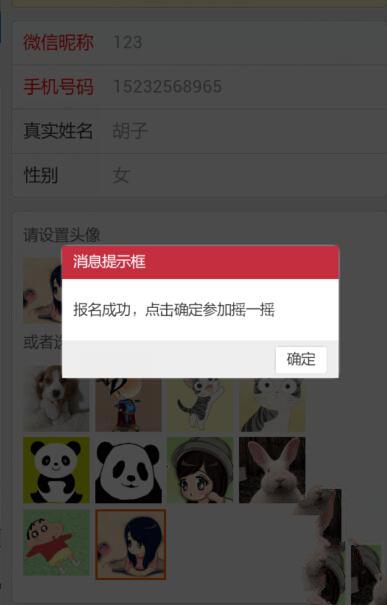 微信昵称 123
手机号码 15232568965
真实姓名 胡子
性别 女
请设置头像
消息提示框
报名成功，点击确定参加摇一摇
或者选
确定